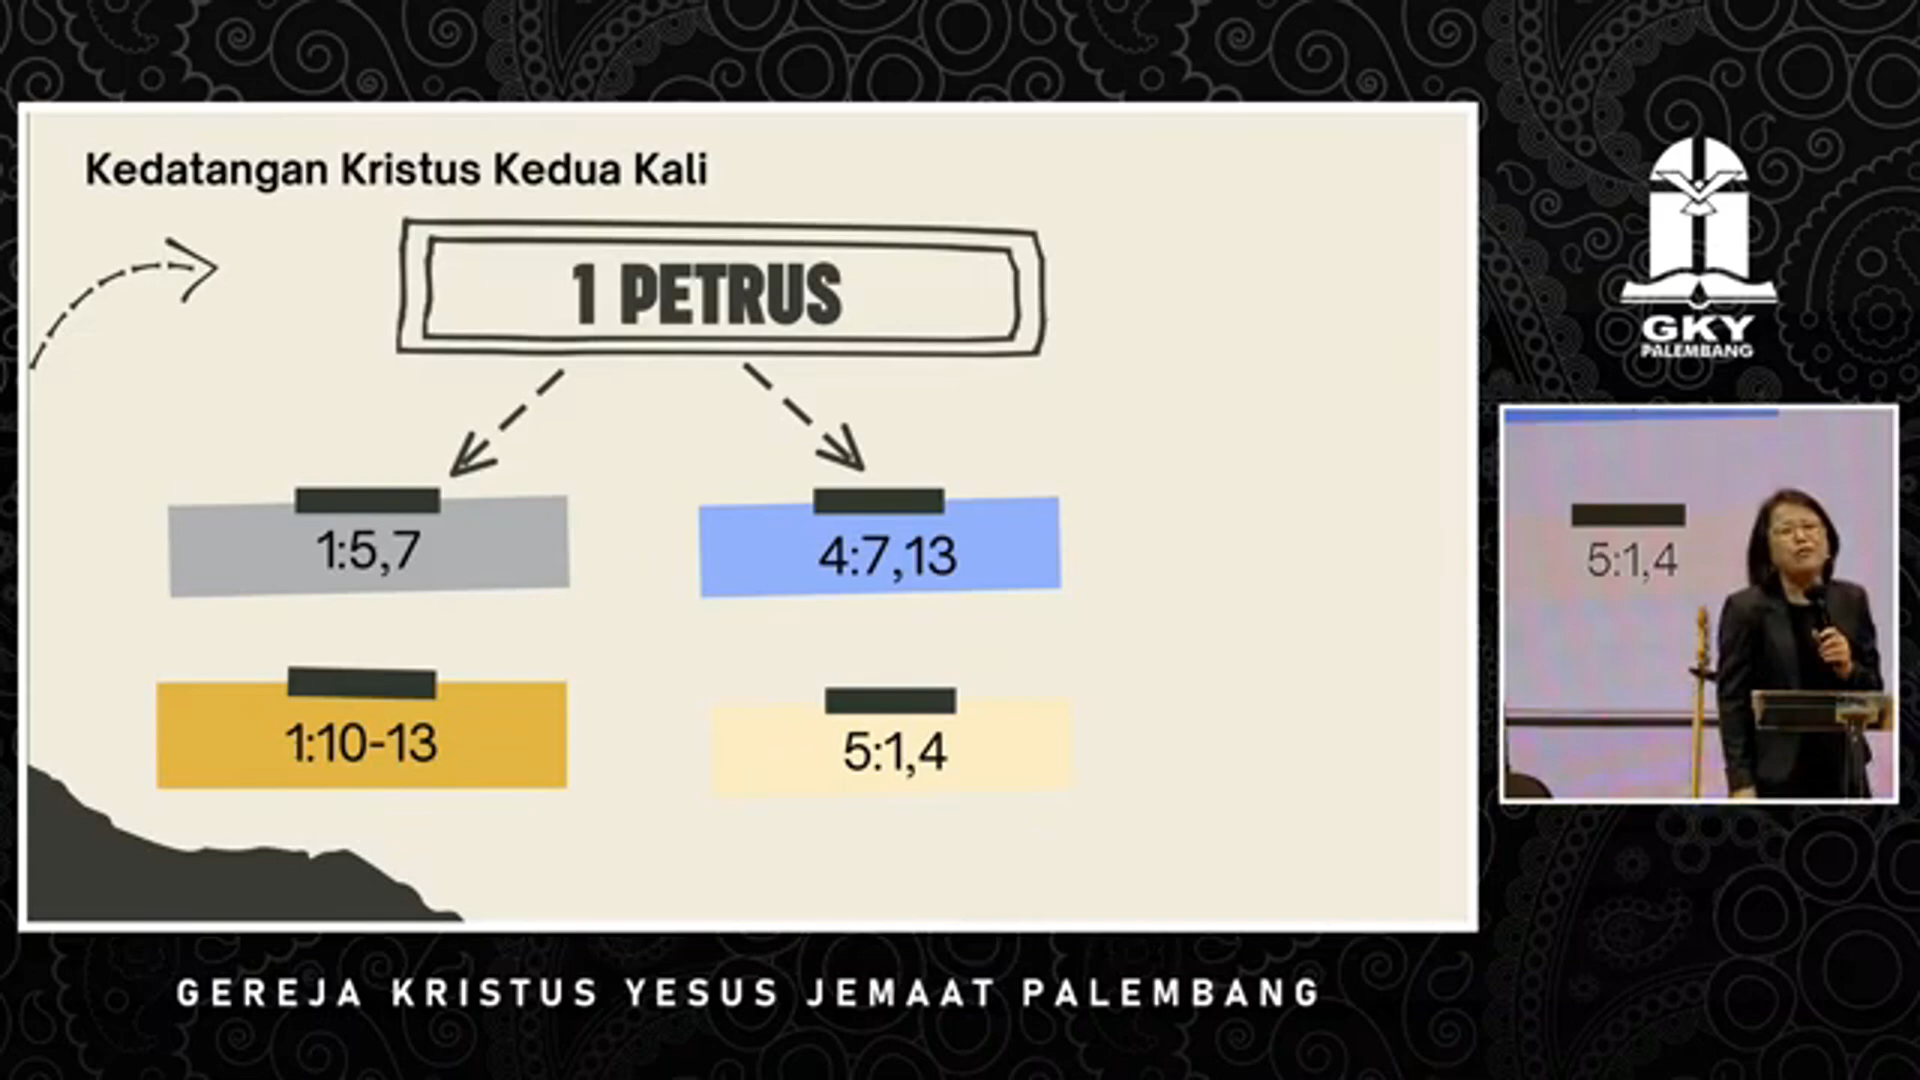 Kedatangan Kristus Kedua Kali
1 PETRUS
1:5,7
4:7,13
1:10-13
5:1,4
GKY
PALEMBANG
5:1,4
GEREJA KRISTUS YESUS JEMAAT PALEMBANG